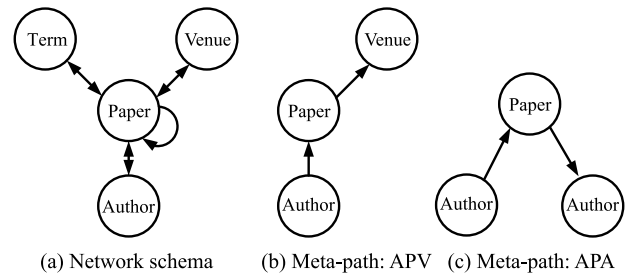 Term
Venue
Paper
Author
(a) Network schema
Venue
Paper
Author
(b) Meta-path: APV
Paper
Author
Author
(c) Meta-path: APA